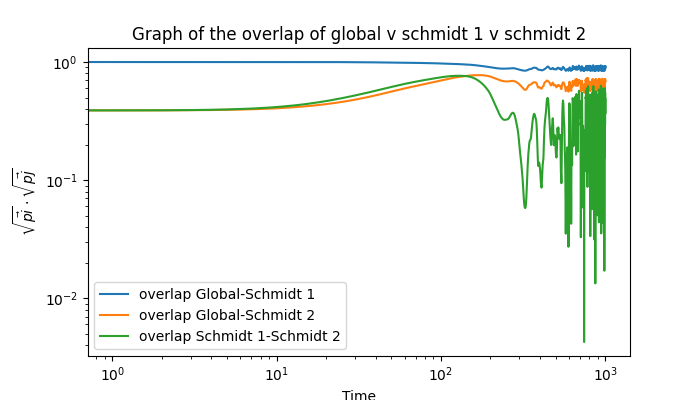 Graph of the overlap of global v schmidt 1 v schmidt 2
10⁰
10⁻¹
10⁻²
√p⃗i · √p⃗j
overlap Global-Schmidt 1
overlap Global-Schmidt 2
overlap Schmidt 1-Schmidt 2
10⁰ 10¹ 10² 10³
Time